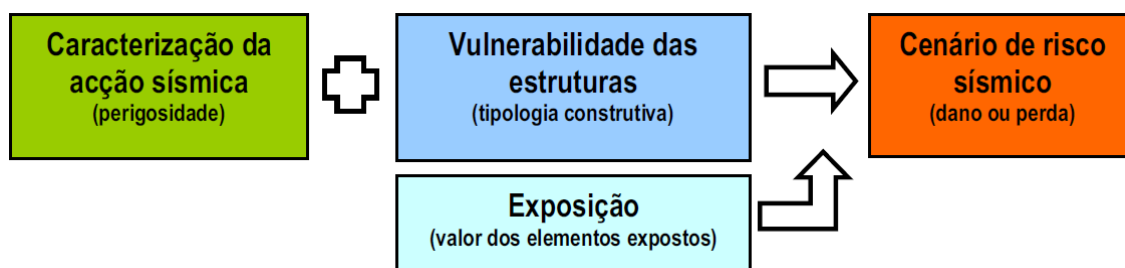 Caracterização da
acção sísmica
(perigosidade)
Vulnerabilidade das
estruturas
(tipologia construtiva)
Cenário de risco
sísmico
(dano ou perda)
Exposição
(valor dos elementos expostos)